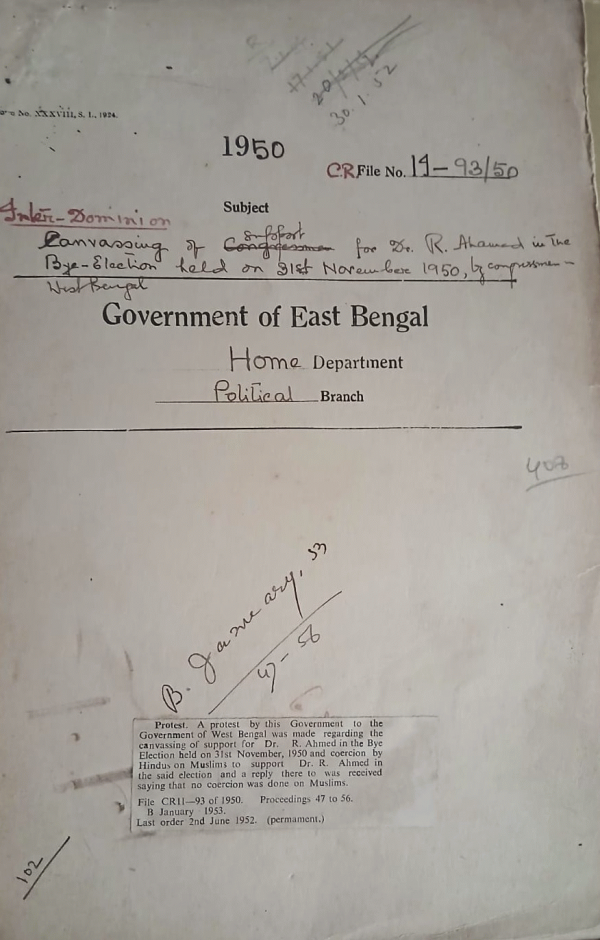 No. XXXVIII, S. I., 1924.
30.1.52
1950
C.R. File No. 11-93/50
Subject
Inter-Dominion
Canvassing of Support for Dr. R. Ahamed in The
Bye-Election held on 31st November 1950, by congressmen-
West Bengal
Government of East Bengal
Home Department
Political Branch
408
B. January, 53
47-56
Protest. A protest by this Government to the
Government of West Bengal was made regarding the
canvassing of support for Dr. R. Ahmed in the Bye
Election held on 31st November, 1950 and coercion by
Hindus on Muslims to support Dr. R. Ahmed in
the said election and a reply there to was received
saying that no coercion was done on Muslims.
File CR11—93 of 1950. Proceedings 47 to 56.
B January 1953.
Last order 2nd June 1952. (permament.)
102